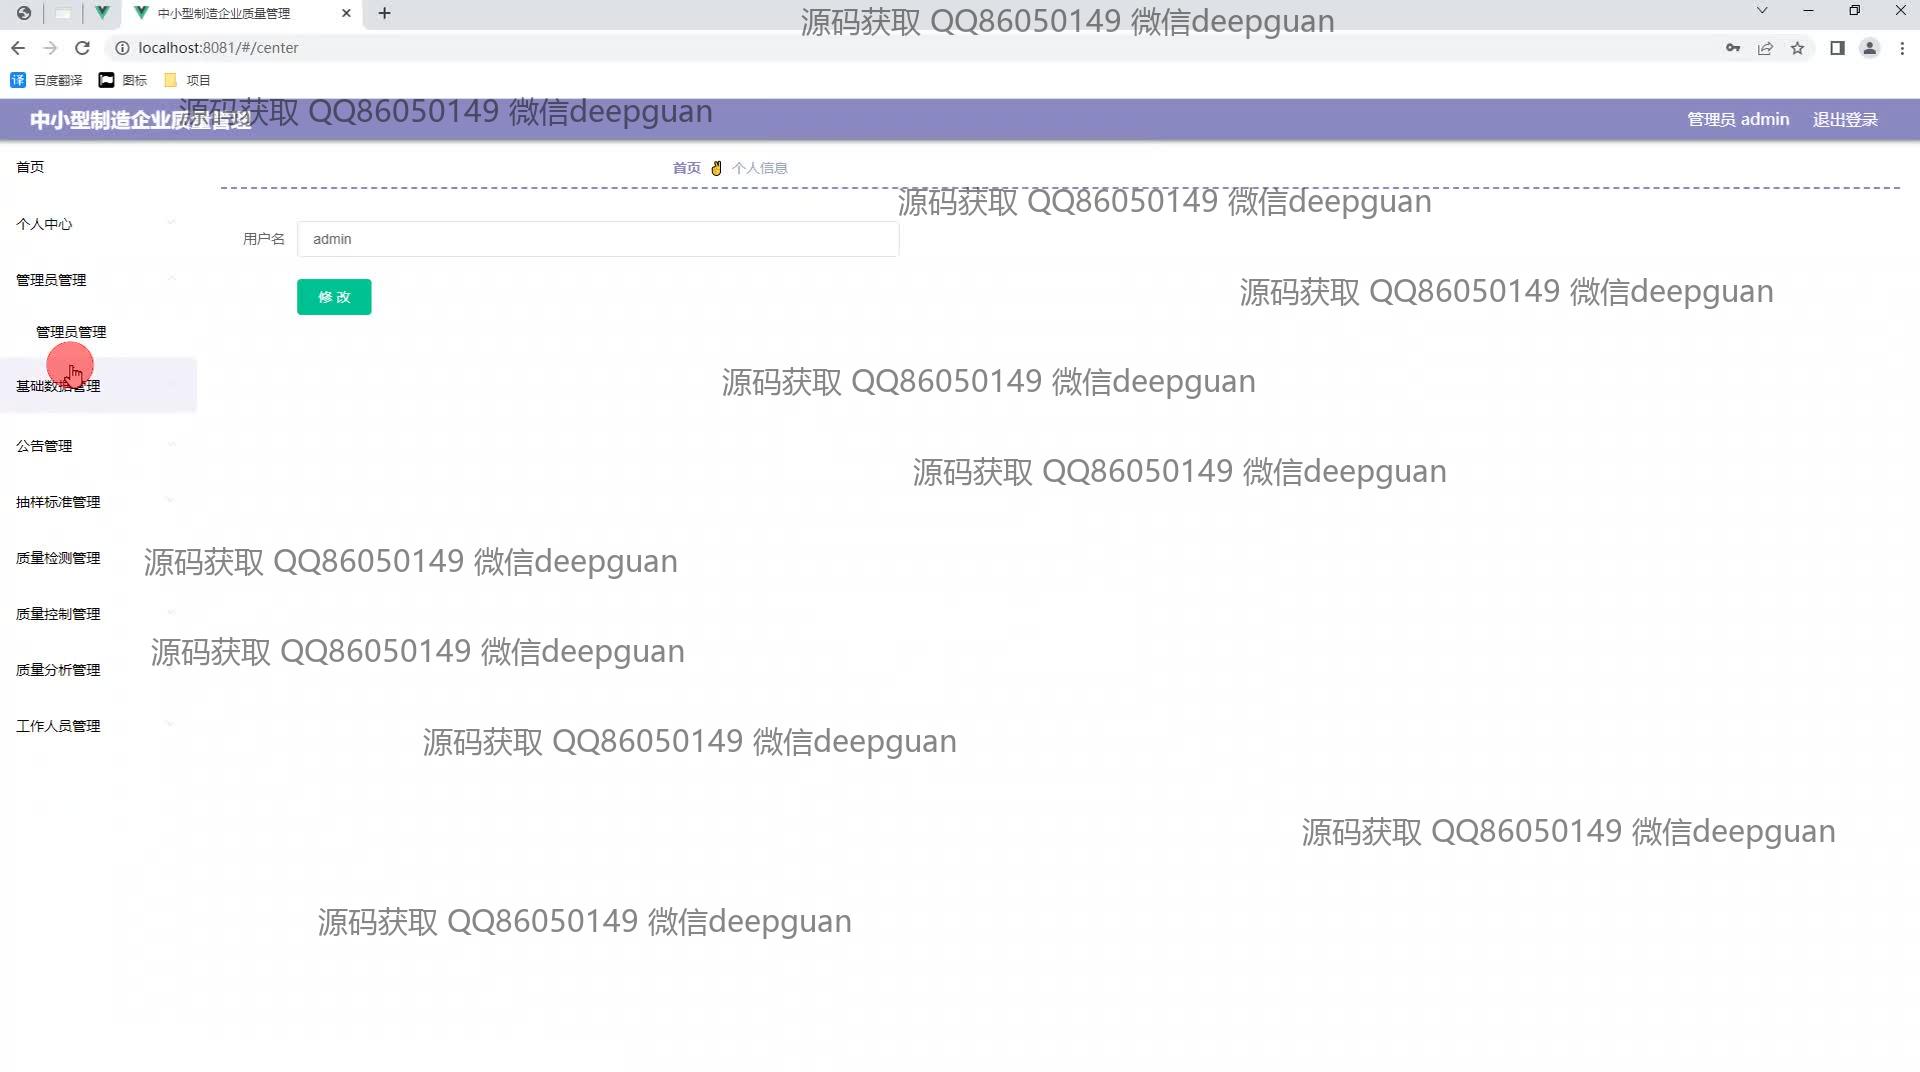 中小型制造企业质量管理
源码获取 QQ86050149 微信deepguan
localhost:8081/#/center
百度翻译 图标 项目
中小型制造企业质量管理
源码获取 QQ86050149 微信deepguan
管理员 admin 退出登录
首页
首页 个人信息
源码获取 QQ86050149 微信deepguan
个人中心
用户名 admin
管理员管理
修 改
源码获取 QQ86050149 微信deepguan
管理员管理
基础数据管理
源码获取 QQ86050149 微信deepguan
公告管理
源码获取 QQ86050149 微信deepguan
抽样标准管理
质量检测管理
源码获取 QQ86050149 微信deepguan
质量控制管理
源码获取 QQ86050149 微信deepguan
质量分析管理
工作人员管理
源码获取 QQ86050149 微信deepguan
源码获取 QQ86050149 微信deepguan
源码获取 QQ86050149 微信deepguan